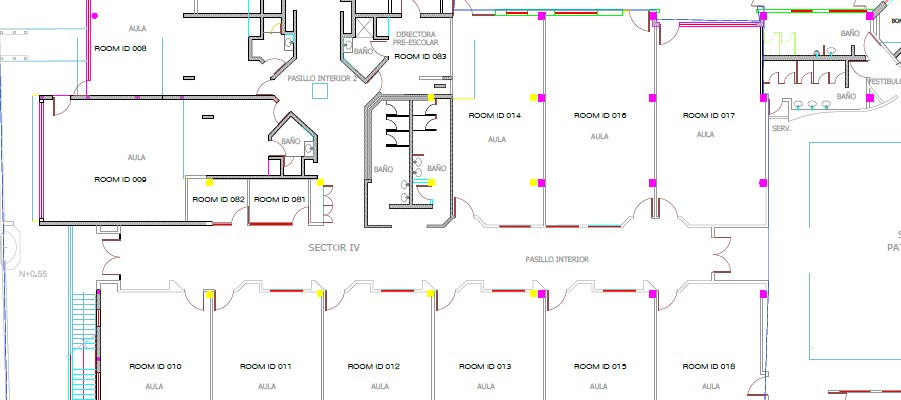 AULA
ROOM ID 008
DIRECTORA
PRE-ESCOLAR
BAÑO
ROOM ID 083
PASILLO INTERIOR 2
BAÑO
BAÑO
SERV.
ROOM ID 014
AULA
ROOM ID 016
AULA
ROOM ID 017
AULA
AULA
ROOM ID 009
BAÑO
BAÑO
BAÑO
ROOM ID 082
ROOM ID 081
SECTOR IV
PASILLO INTERIOR
N+0.55
ROOM ID 010
AULA
ROOM ID 011
AULA
ROOM ID 012
AULA
ROOM ID 013
AULA
ROOM ID 015
AULA
ROOM ID 018
AULA